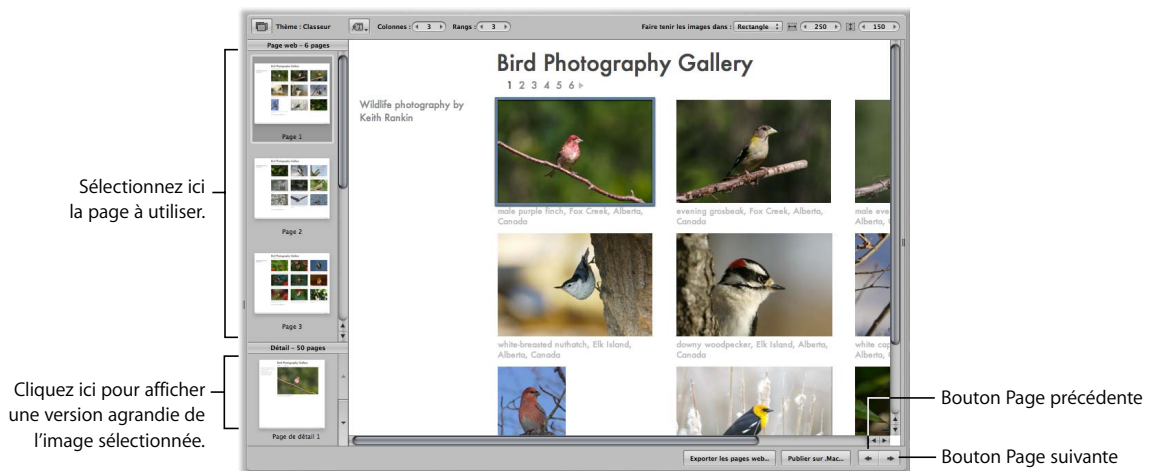 Thème : Classeur
Colonnes : 3
Rangs : 3
Faire tenir les images dans : Rectangle
250
150
Page web – 6 pages
Page 1
Page 2
Page 3
Détail – 50 pages
Page de détail 1
Sélectionnez ici
la page à utiliser.
Cliquez ici pour afficher
une version agrandie de
l’image sélectionnée.
Bird Photography Gallery
1 2 3 4 5 6
Wildlife photography by
Keith Rankin
male purple finch, Fox Creek, Alberta,
Canada
evening grosbeak, Fox Creek, Alberta,
Canada
male eve
Alberta,
white-breasted nuthatch, Elk Island,
Alberta, Canada
downy woodpecker, Elk Island,
Canada
white cap
Alberta,
Exporter les pages web...
Publier sur .Mac...
Bouton Page précédente
Bouton Page suivante